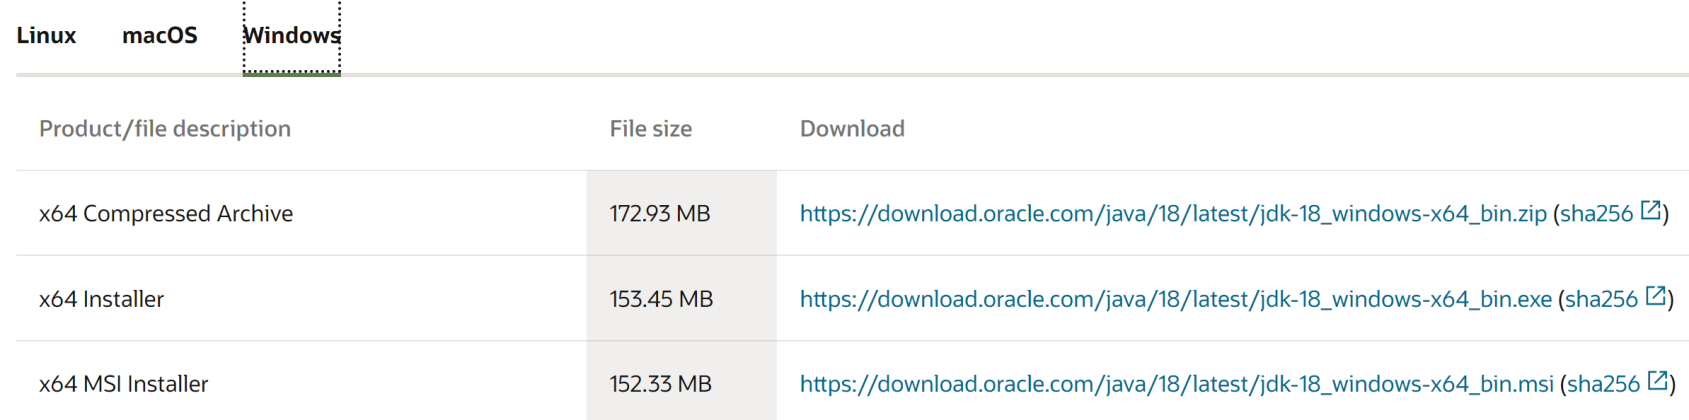 Linux macOS Windows
Product/file description File size Download
x64 Compressed Archive 172.93 MB https://download.oracle.com/java/18/latest/jdk-18_windows-x64_bin.zip (sha256)
x64 Installer 153.45 MB https://download.oracle.com/java/18/latest/jdk-18_windows-x64_bin.exe (sha256)
x64 MSI Installer 152.33 MB https://download.oracle.com/java/18/latest/jdk-18_windows-x64_bin.msi (sha256)